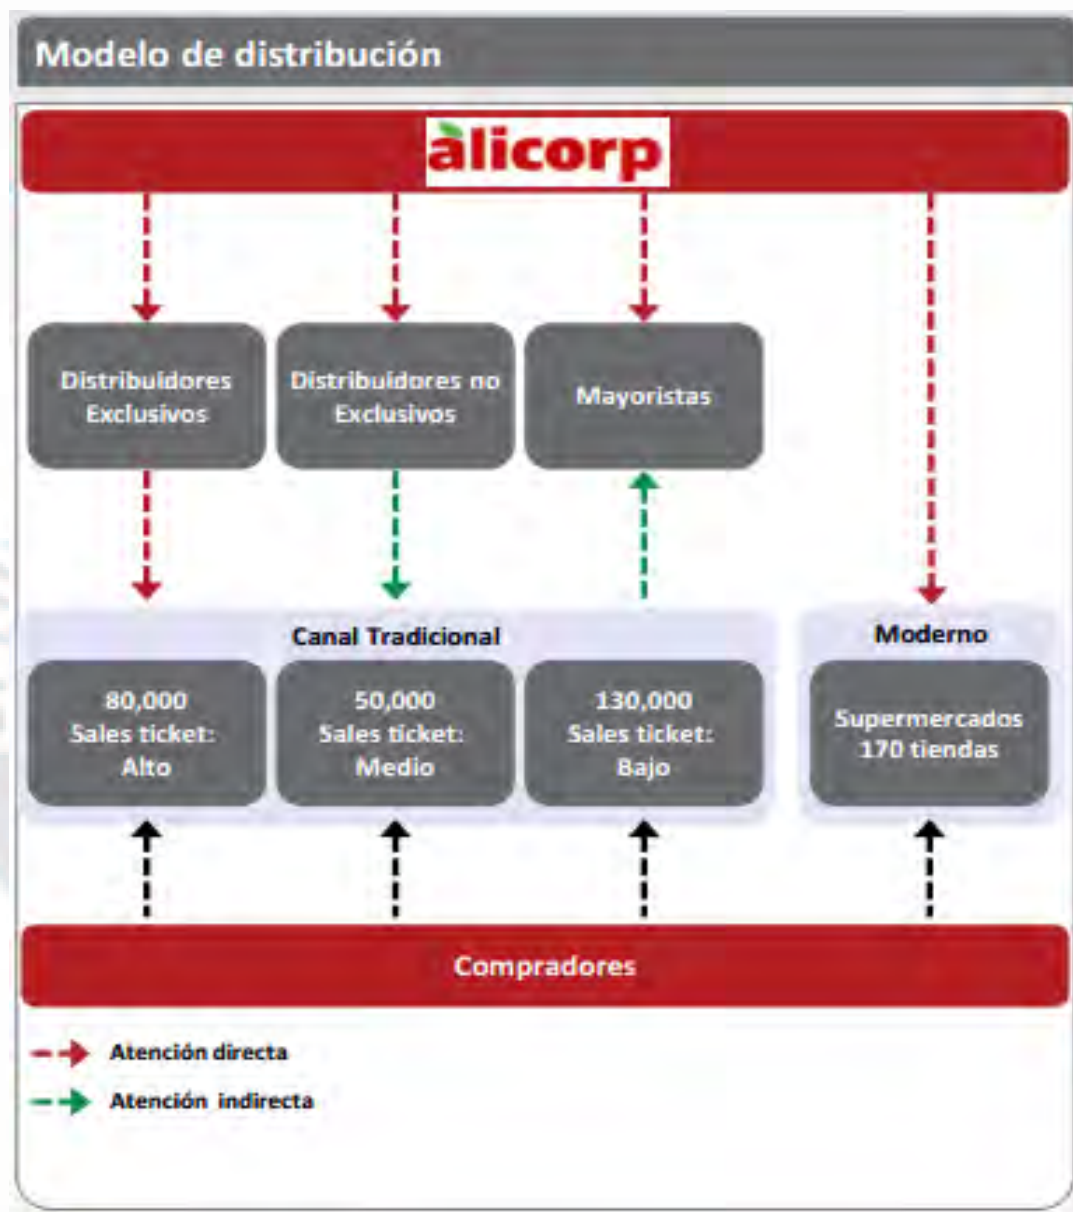 Modelo de distribución
àlicorp
Distribuidores
Exclusivos
Distribuidores no
Exclusivos
Mayoristas
Canal Tradicional
80,000
Sales ticket:
Alto
50,000
Sales ticket:
Medio
130,000
Sales ticket:
Bajo
Moderno
Supermercados
170 tiendas
Compradores
Atención directa
Atención indirecta